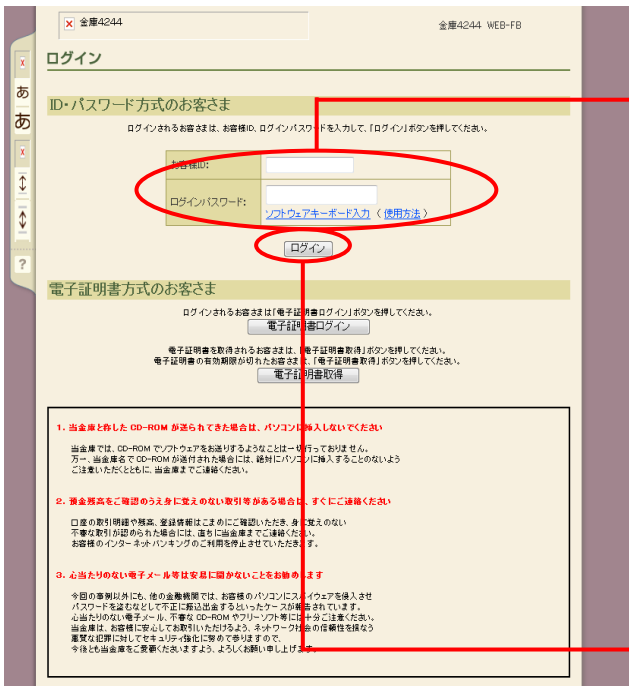 金庫4244
金庫4244 WEB-FB
ログイン
あ
あ
?
ID・パスワード方式のお客さま
ログインされるお客さまは、お客様ID、ログインパスワードを入力して、「ログイン」ボタンを押してください。
お客様ID:
ログインパスワード:
ソフトウェアキーボード入力 ( 使用方法 )
ログイン
電子証明書方式のお客さま
ログインされるお客さまは「電子証明書ログイン」ボタンを押してください。
電子証明書ログイン
電子証明書を取得されるお客さまは、「電子証明書取得」ボタンを押してください。
電子証明書の有効期限が切れたお客さまは、「電子証明書取得」ボタンを押してください。
電子証明書取得
1. 当金庫と称した CD-ROM が送られてきた場合は、パソコンに挿入しないでください
当金庫では、CD-ROM でソフトウェアをお送りするようなことは一切行っておりません。
万一、当金庫名で CD-ROM が送付された場合には、絶対にパソコンに挿入することのないよう
ご注意いただくとともに、当金庫までご連絡ください。
2. 預金残高をご確認のうえ身に覚えのない取引等がある場合は、すぐにご連絡ください
口座の取引明細や残高、登録情報はこまめにご確認いただき、身に覚えのない
不審な取引が認められた場合には、直ちに当金庫までご連絡ください。
お客様のインターネットバンキングのご利用を停止させていただきます。
3. 心当たりのない電子メール等は安易に開かないことをお勧めします
今回の事例以外にも、他の金融機関では、お客様のパソコンにスパイウェアを侵入させ
パスワードを盗むなどして不正に振込出金するといったケースが報告されています。
心当たりのない電子メール、不審な CD-ROM やフリーソフト等には十分ご注意ください。
当金庫は、お客様に安心してお取引いただけるよう、ネットワーク社会の信頼性を損なう
悪質な犯罪に対してセキュリティ強化に努めて参りますので、
今後とも当金庫をご愛顧くださいますよう、よろしくお願い申し上げます。